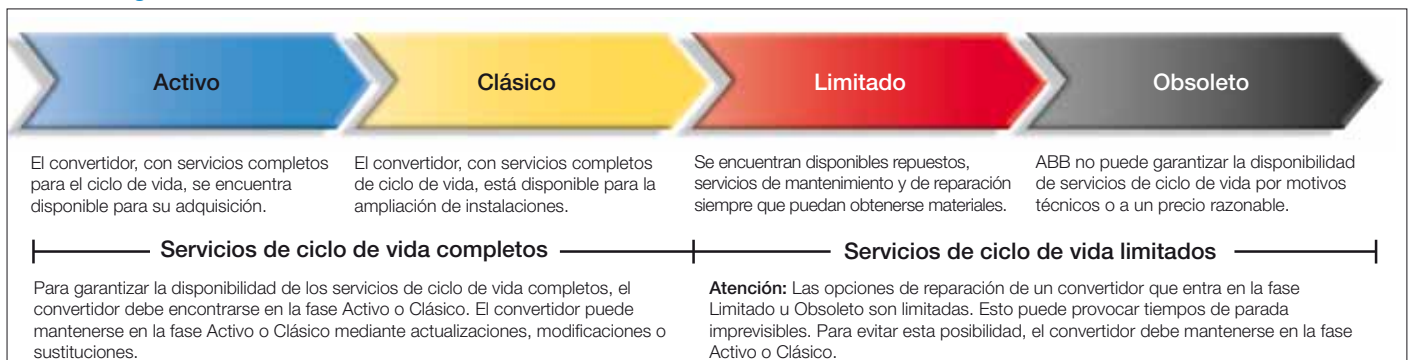 Activo
Clásico
Limitado
Obsoleto
El convertidor, con servicios completos
para el ciclo de vida, se encuentra
disponible para su adquisición.
El convertidor, con servicios completos
de ciclo de vida, está disponible para la
ampliación de instalaciones.
Se encuentran disponibles repuestos,
servicios de mantenimiento y de reparación
siempre que puedan obtenerse materiales.
ABB no puede garantizar la disponibilidad
de servicios de ciclo de vida por motivos
técnicos o a un precio razonable.
Servicios de ciclo de vida completos
Servicios de ciclo de vida limitados
Para garantizar la disponibilidad de los servicios de ciclo de vida completos, el
convertidor debe encontrarse en la fase Activo o Clásico. El convertidor puede
mantenerse en la fase Activo o Clásico mediante actualizaciones, modificaciones o
sustituciones.
Atención: Las opciones de reparación de un convertidor que entra en la fase
Limitado u Obsoleto son limitadas. Esto puede provocar tiempos de parada
imprevisibles. Para evitar esta posibilidad, el convertidor debe mantenerse en la fase
Activo o Clásico.